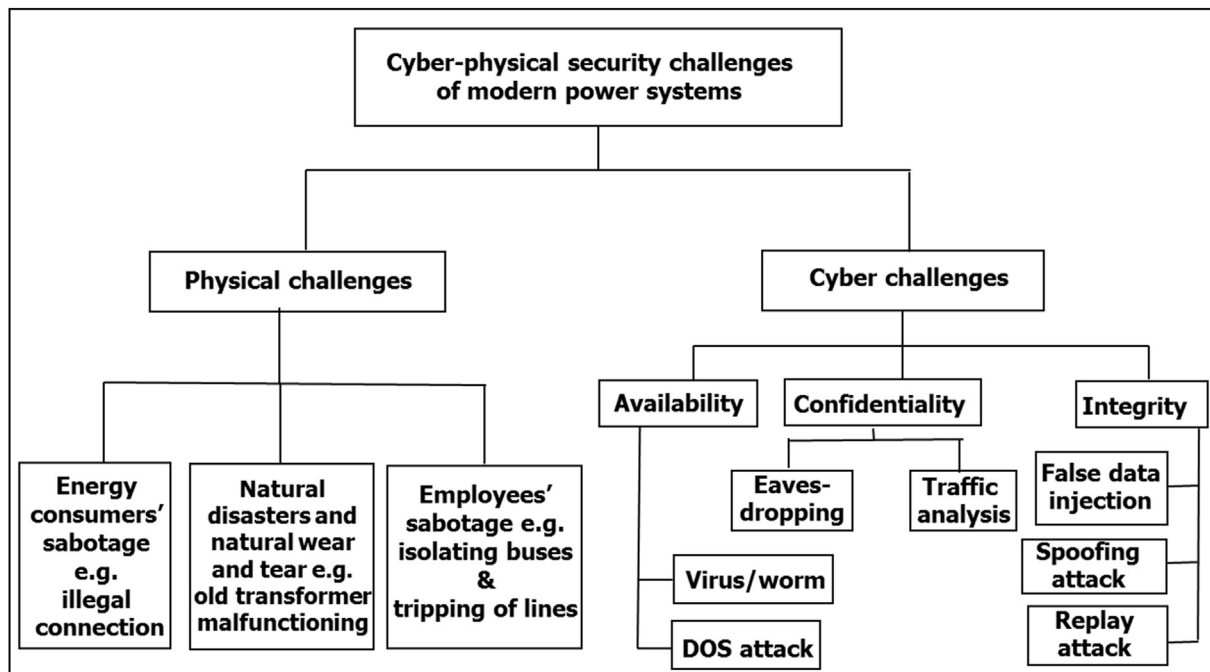 Cyber-physical security challenges
of modern power systems
Physical challenges
Cyber challenges
Availability
Confidentiality
Integrity
Energy
consumers’
sabotage
e.g.
illegal
connection
Natural
disasters and
natural wear
and tear e.g.
old transformer
malfunctioning
Employees’
sabotage e.g.
isolating buses
&
tripping of lines
Virus/worm
DOS attack
Eaves-
dropping
Traffic
analysis
False data
injection
Spoofing
attack
Replay
attack